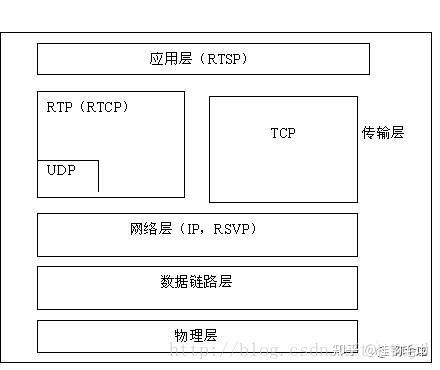 应用层（RTSP）
RTP（RTCP）
TCP
传输层
UDP
网络层（IP，RSVP）
数据链路层
物理层
http://blog.csdn
知乎